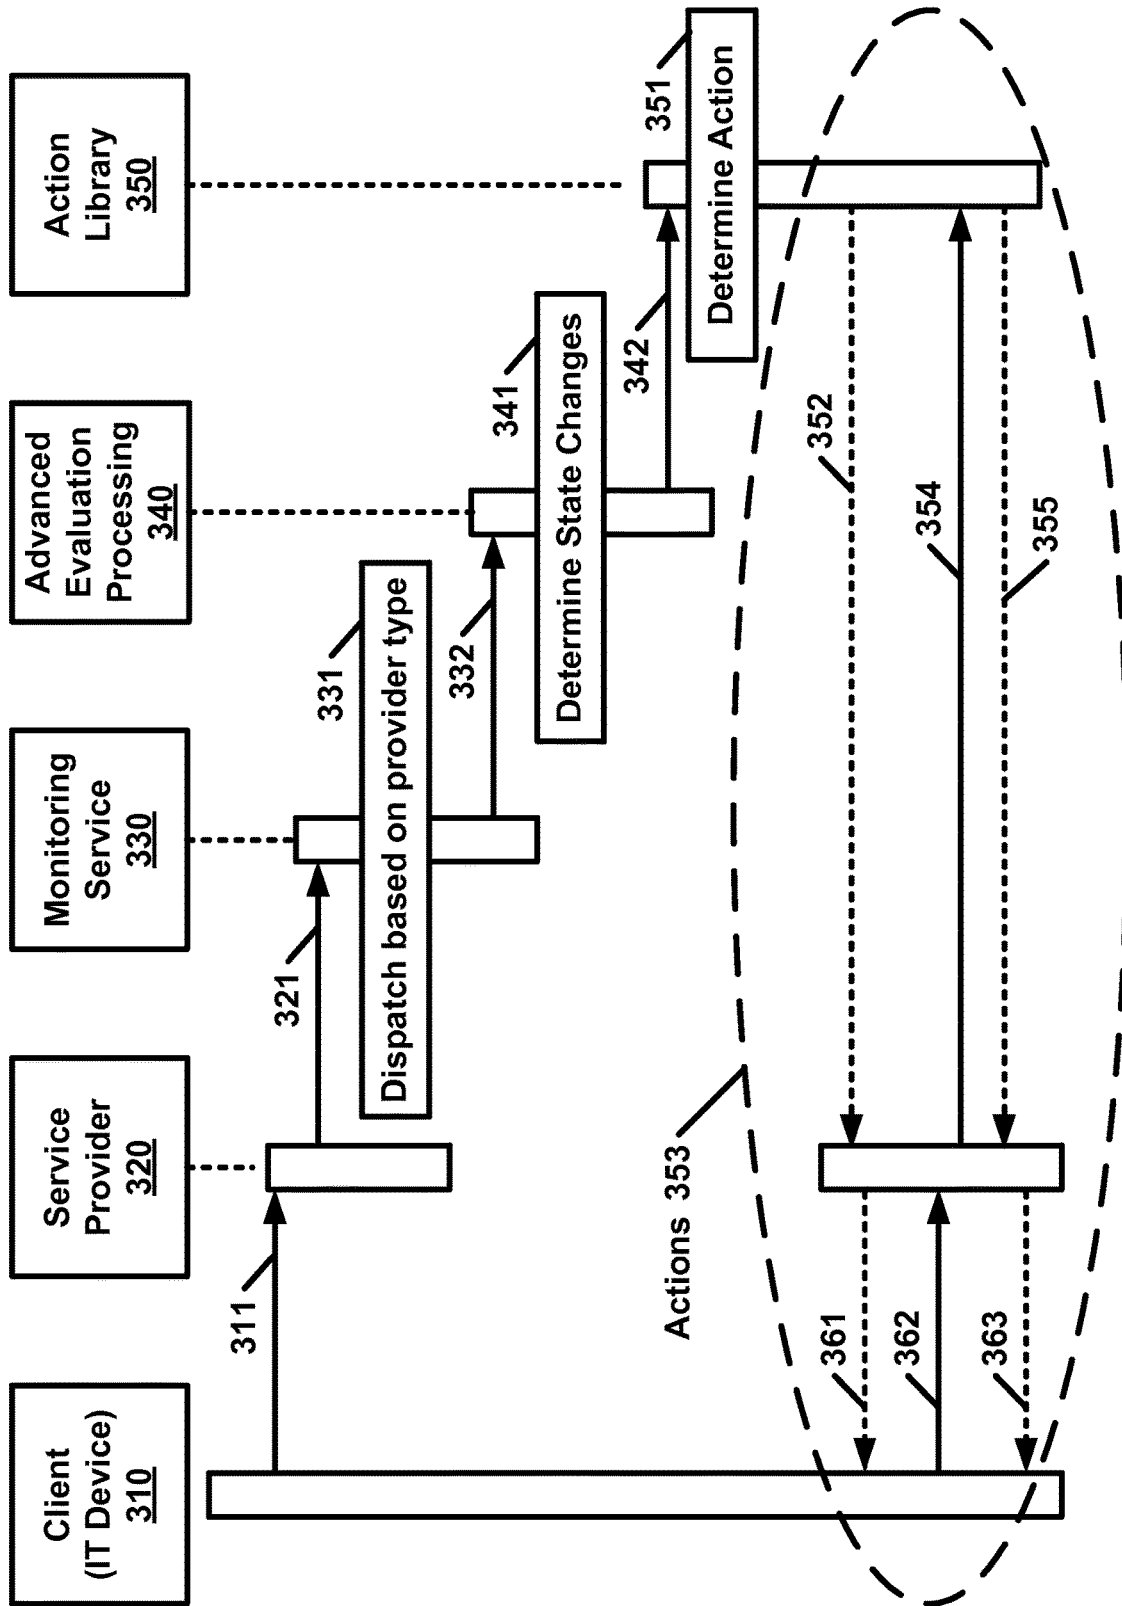 Client
(IT Device)
310
Service
Provider
320
Monitoring
Service
330
Advanced
Evaluation
Processing
340
Action
Library
350
311
321
331
Dispatch based on provider type
332
341
Determine State Changes
342
351
Determine Action
Actions 353
352
361
354
362
355
363